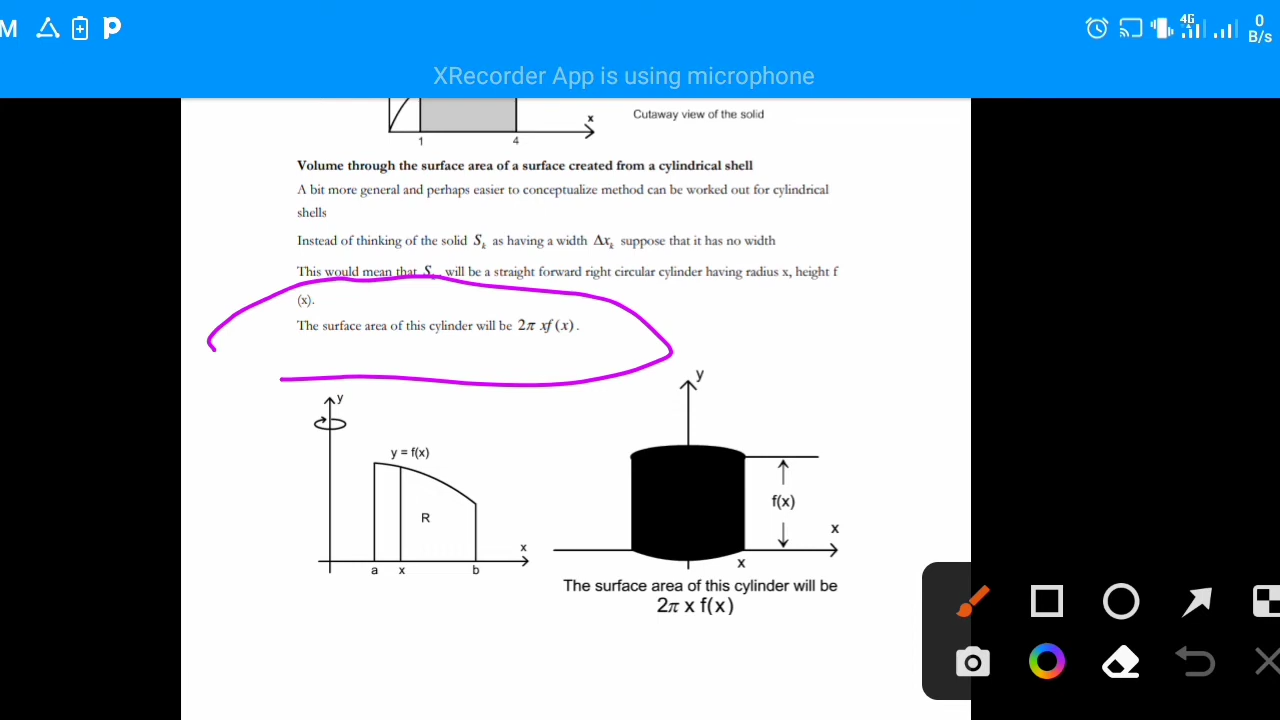 M
4G
0
B/s
XRecorder App is using microphone
x
Cutaway view of the solid
1
4
Volume through the surface area of a surface created from a cylindrical shell
A bit more general and perhaps easier to conceptualize method can be worked out for cylindrical
shells
Instead of thinking of the solid Sₖ as having a width Δxₖ suppose that it has no width
This would mean that S will be a straight forward right circular cylinder having radius x, height f
(x).
The surface area of this cylinder will be 2π xf(x).
y
y
y = f(x)
R
x
a
x
b
f(x)
x
x
The surface area of this cylinder will be
2π x f(x)